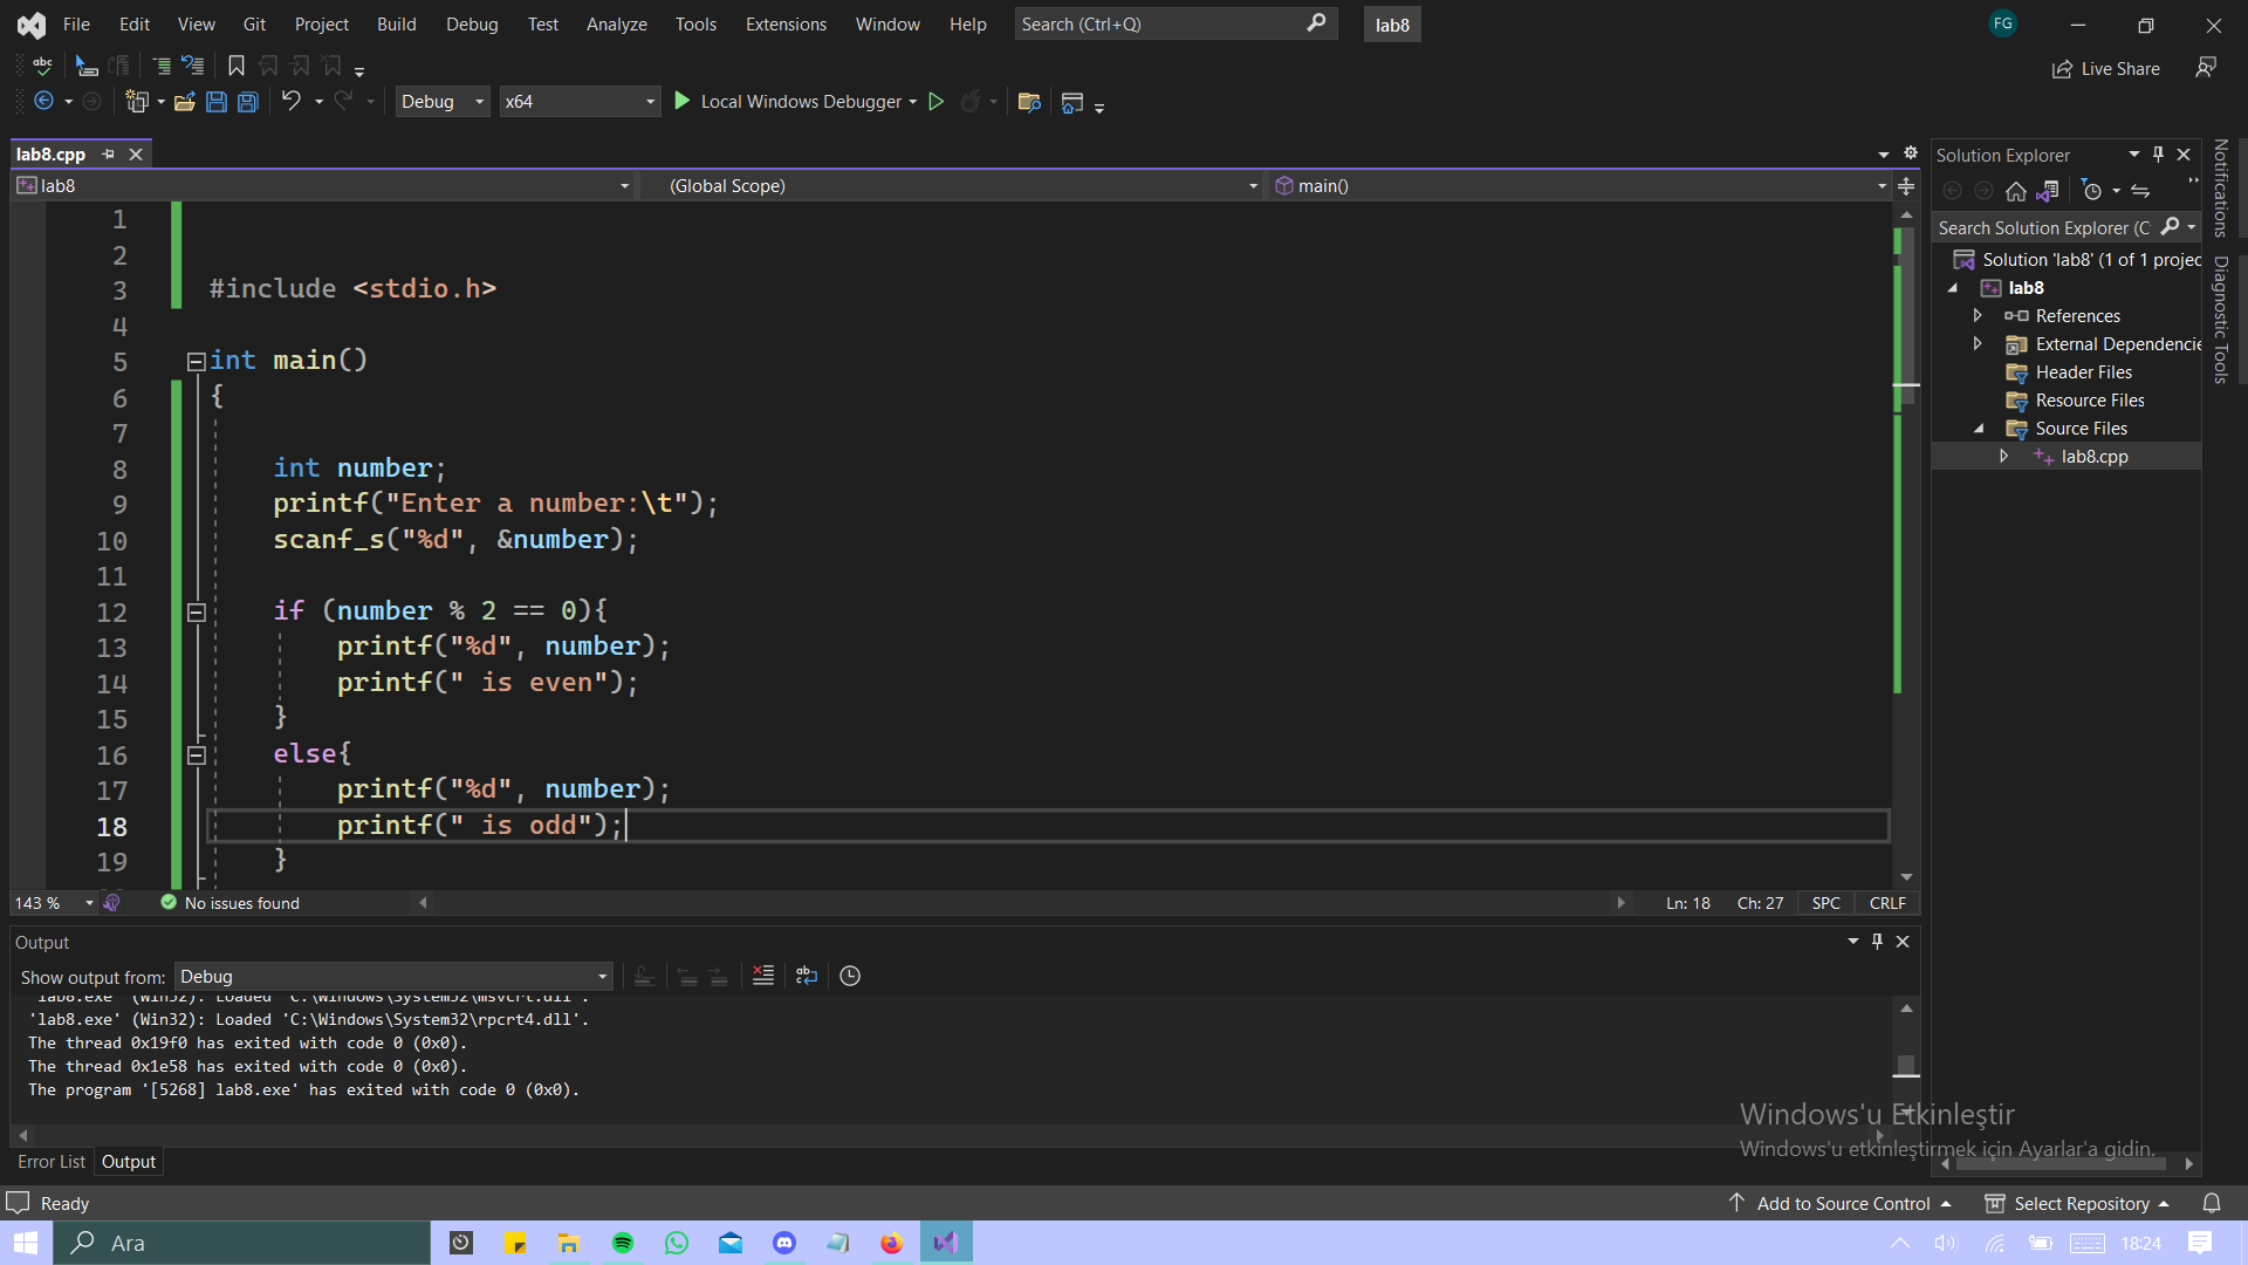 File Edit View Git Project Build Debug Test Analyze Tools Extensions Window Help Search (Ctrl+Q) lab8 FG
abc Live Share
Debug x64 Local Windows Debugger
lab8.cpp
lab8 (Global Scope) main()
1
2
3 #include <stdio.h>
4
5 int main()
6 {
7
8 int number;
9 printf("Enter a number:\t");
10 scanf_s("%d", &number);
11
12 if (number % 2 == 0){
13 printf("%d", number);
14 printf(" is even");
15 }
16 else{
17 printf("%d", number);
18 printf(" is odd");
19 }
143 % No issues found Ln: 18 Ch: 27 SPC CRLF
Output
Show output from: Debug
'lab8.exe' (Win32): Loaded 'C:\Windows\System32\msvcrt.dll'.
'lab8.exe' (Win32): Loaded 'C:\Windows\System32\rpcrt4.dll'.
The thread 0x19f0 has exited with code 0 (0x0).
The thread 0x1e58 has exited with code 0 (0x0).
The program '[5268] lab8.exe' has exited with code 0 (0x0).
Error List Output
Solution Explorer
Search Solution Explorer (C
Solution 'lab8' (1 of 1 projec
lab8
References
External Dependencie
Header Files
Resource Files
Source Files
lab8.cpp
Notifications
Diagnostic Tools
Windows'u Etkinleştir
Windows'u etkinleştirmek için Ayarlar'a gidin.
Ready Add to Source Control Select Repository
Ara 18:24